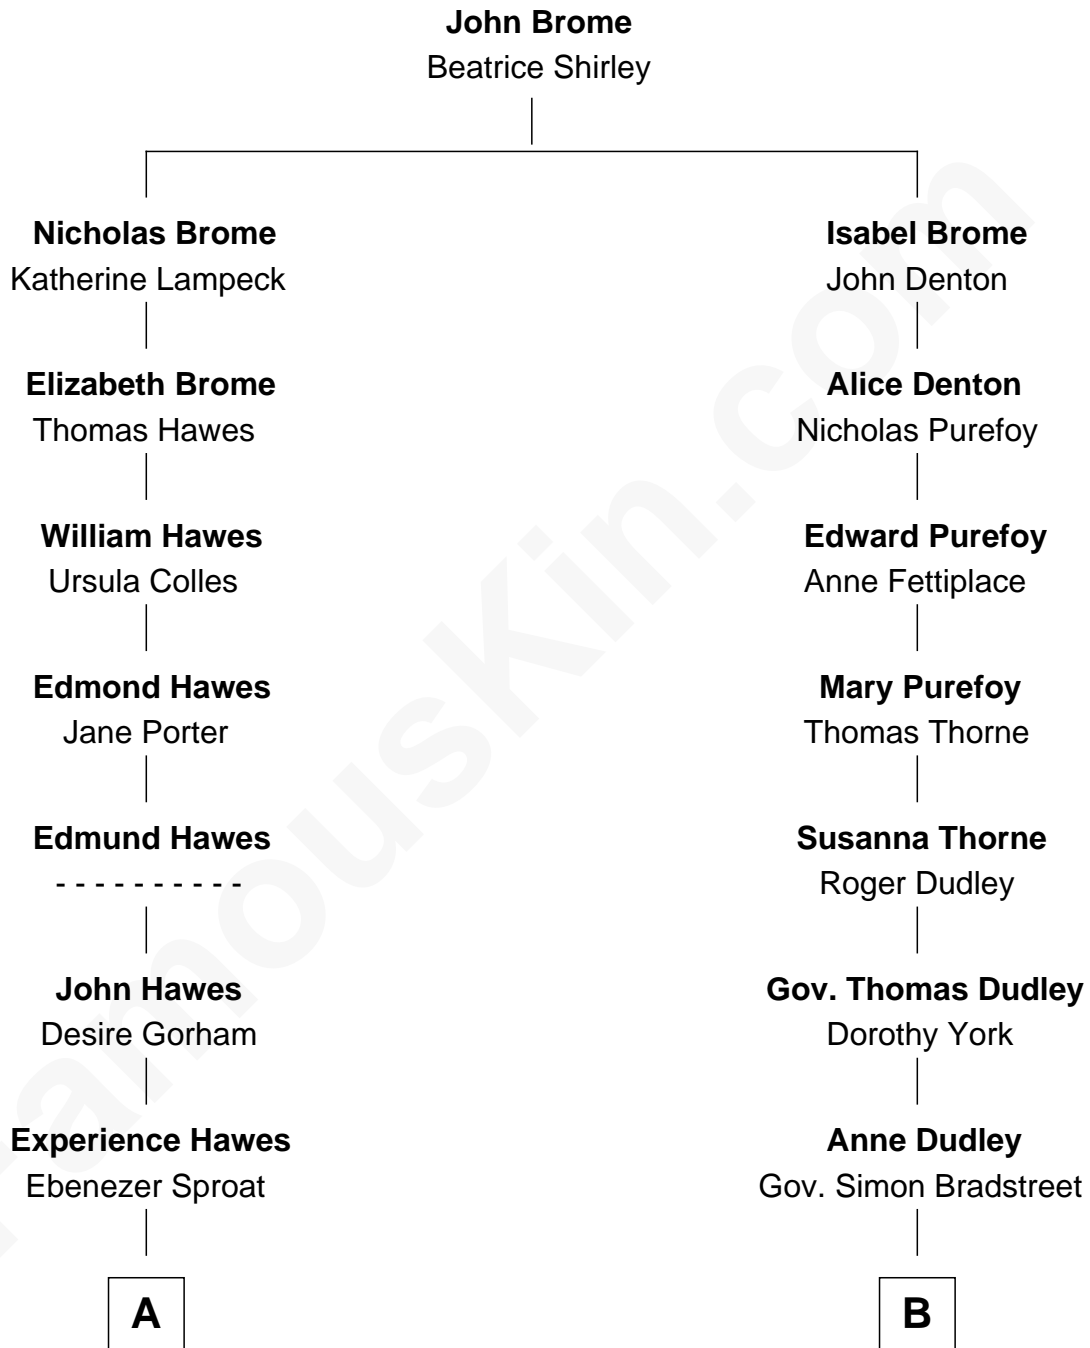 John Brome
Beatrice Shirley
Nicholas Brome
Katherine Lampeck
Isabel Brome
John Denton
Elizabeth Brome
Thomas Hawes
Alice Denton
Nicholas Purefoy
William Hawes
Ursula Colles
Edward Purefoy
Anne Fettiplace
Edmond Hawes
Jane Porter
Mary Purefoy
Thomas Thorne
Edmund Hawes
- - - - - - - - - -
Susanna Thorne
Roger Dudley
John Hawes
Desire Gorham
Gov. Thomas Dudley
Dorothy York
Experience Hawes
Ebenezer Sproat
Anne Dudley
Gov. Simon Bradstreet
A
B
FamousKin.com